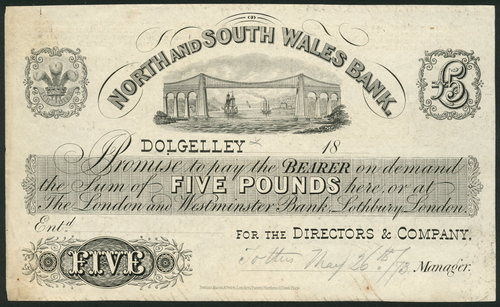 NORTH AND SOUTH WALES BANK.
£5
DOLGELLEY 18
I Promise to pay the BEARER on demand
the Sum of FIVE POUNDS here, or at
The London and Westminster Bank, Lothbury, London.
Ent.d
FOR THE DIRECTORS & COMPANY,
May 26th/73 Manager.
FIVE